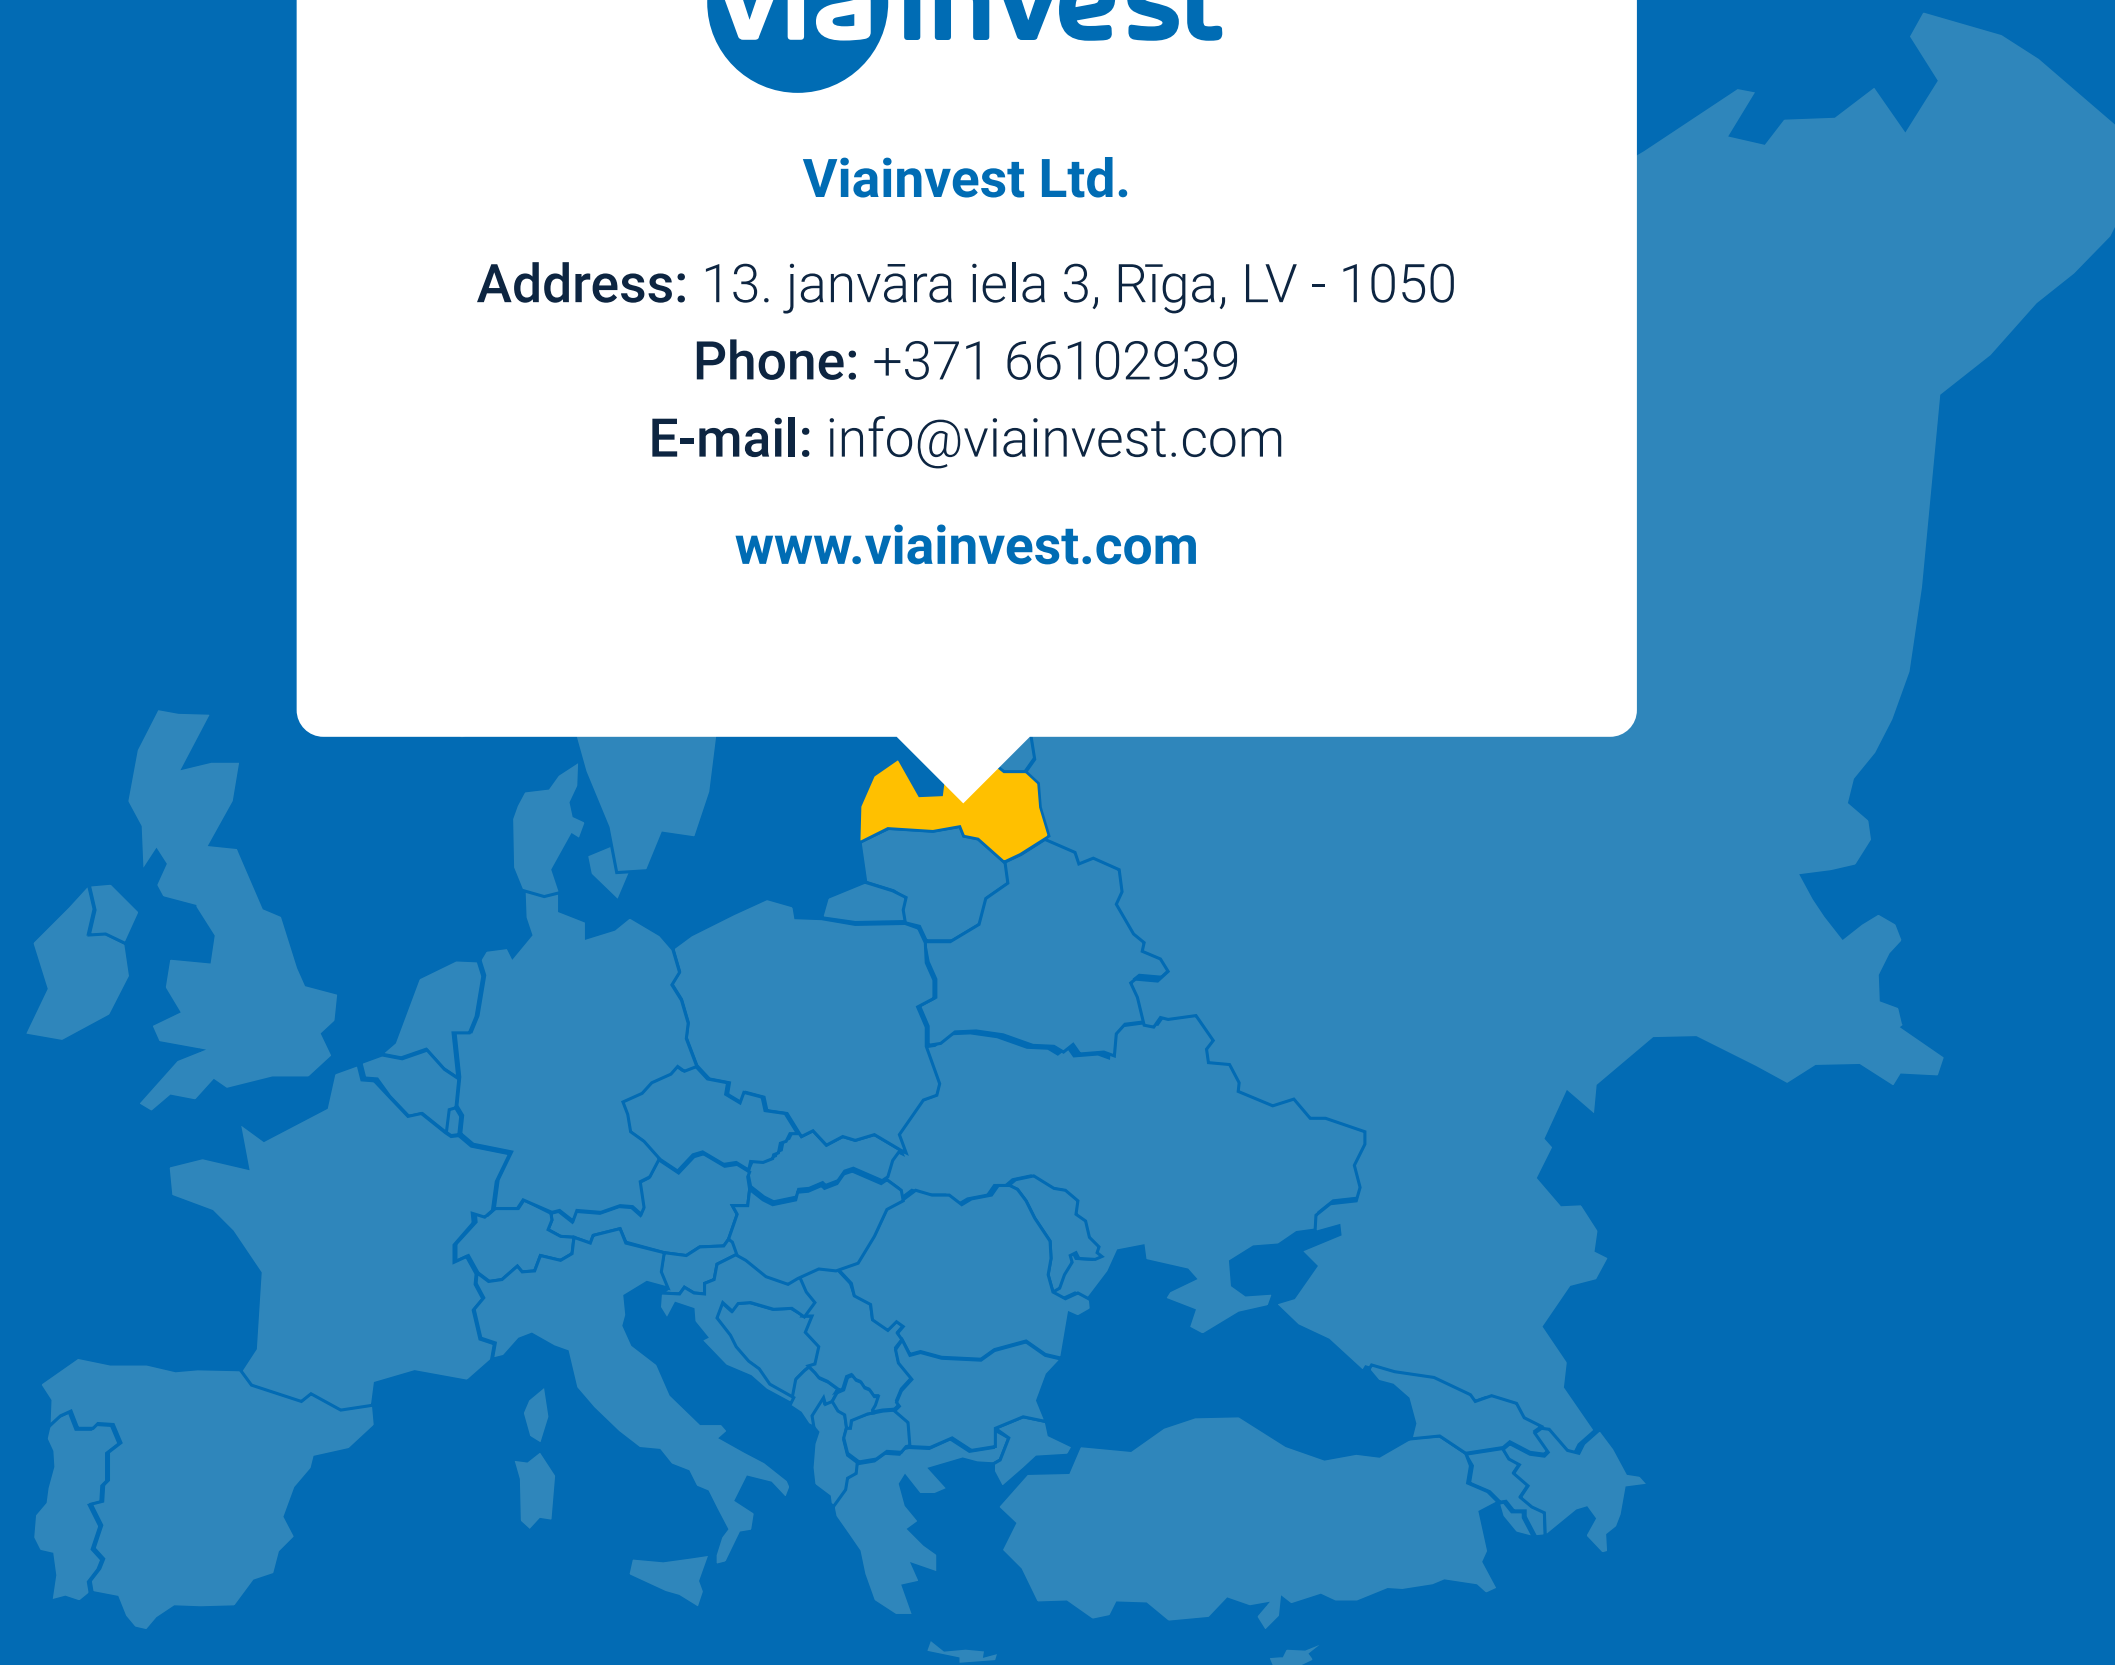 viainvest
Viainvest Ltd.
Address: 13. janvāra iela 3, Rīga, LV - 1050
Phone: +371 66102939
E-mail: info@viainvest.com
www.viainvest.com